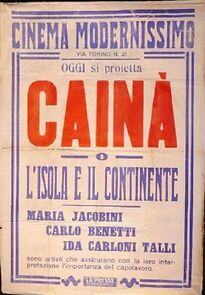 CINEMA MODERNISSIMO
VIA TORINO N. 21
OGGI si proietta
CAINÀ
O
L'ISOLA E IL CONTINENTE
MARIA JACOBINI
CARLO BENETTI
IDA CARLONI TALLI
sono artisti che assicurano con la loro inter-
pretazione l'importanza del capolavoro.